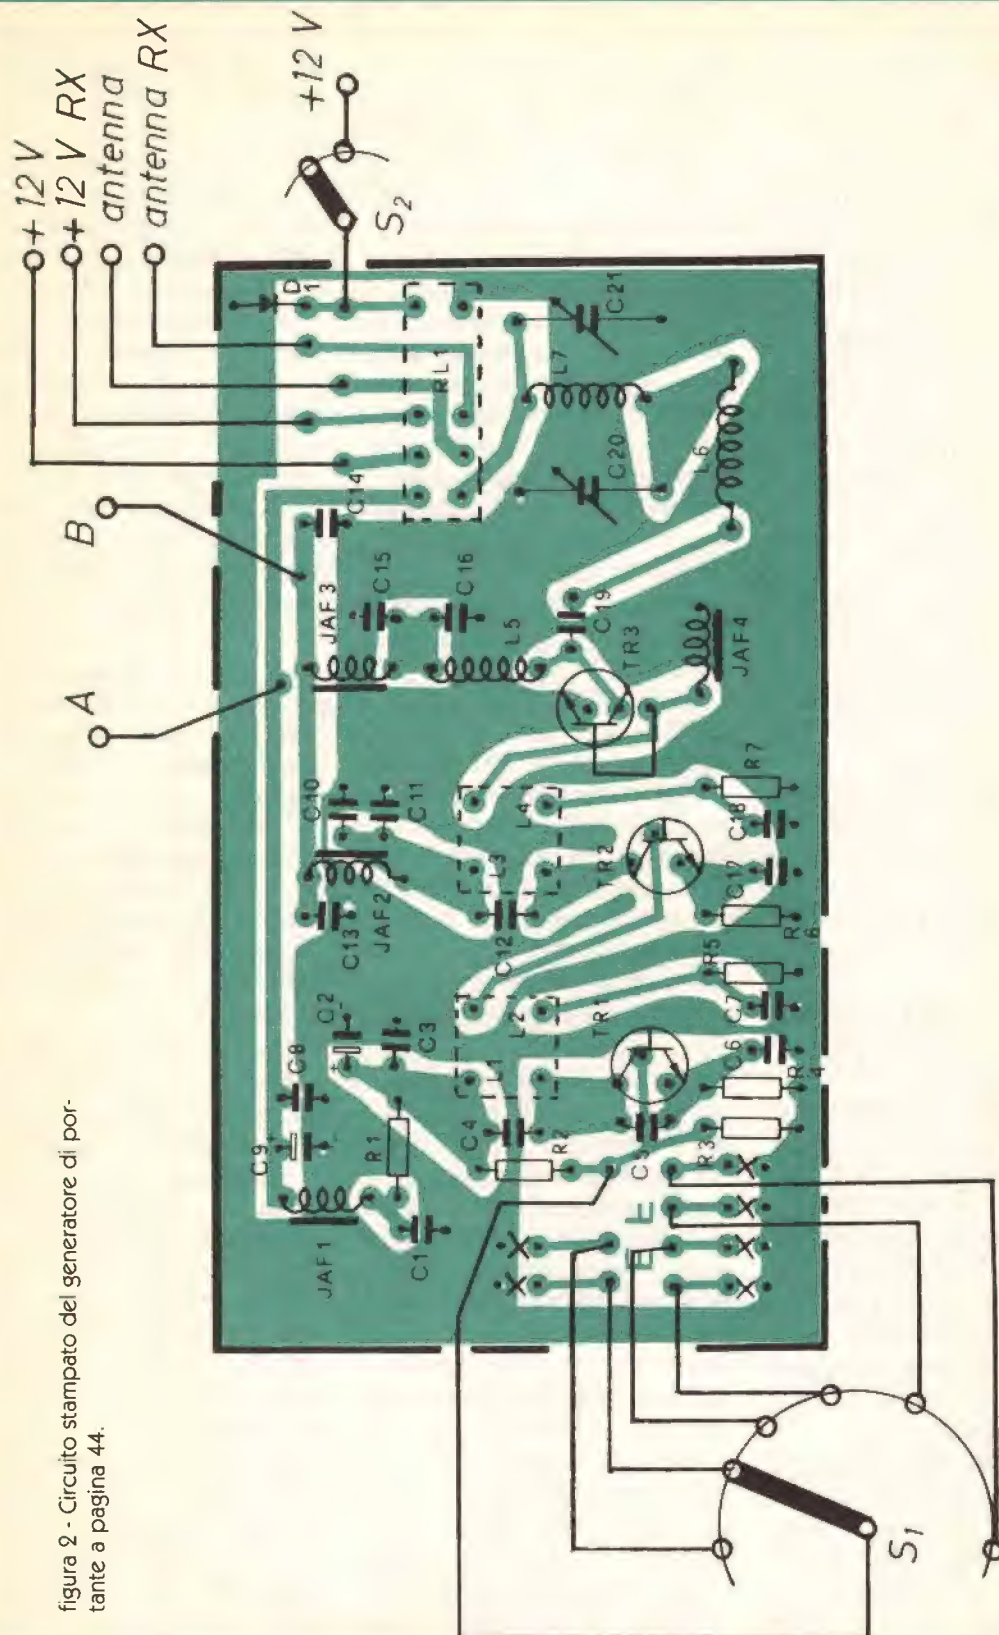 +12 V
+12 V RX
antenna
antenna RX
+12 V
S2
B
A
D1
RL1
C14
C21
L7
C20
L6
JAF3
C15
C16
L5
C19
TR3
JAF4
C10
C11
C13
JAF2
L3
L4
C12
TR2
R7
C18
C17
R6
R5
C9
C8
C2
C3
R1
JAF1
C1
C4
L1
L2
TR1
R2
C7
C6
R4
R3
S1
figura 2 - Circuito stampato del generatore di por-
tante a pagina 44.